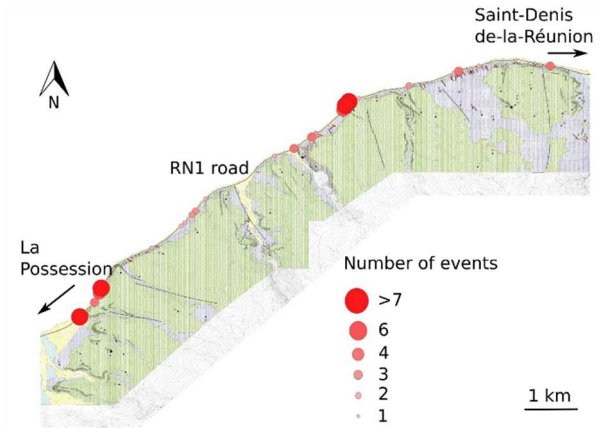 Saint-Denis
de-la-Réunion
N
RN1 road
La
Possession
Number of events
>7
6
4
3
2
1
1 km